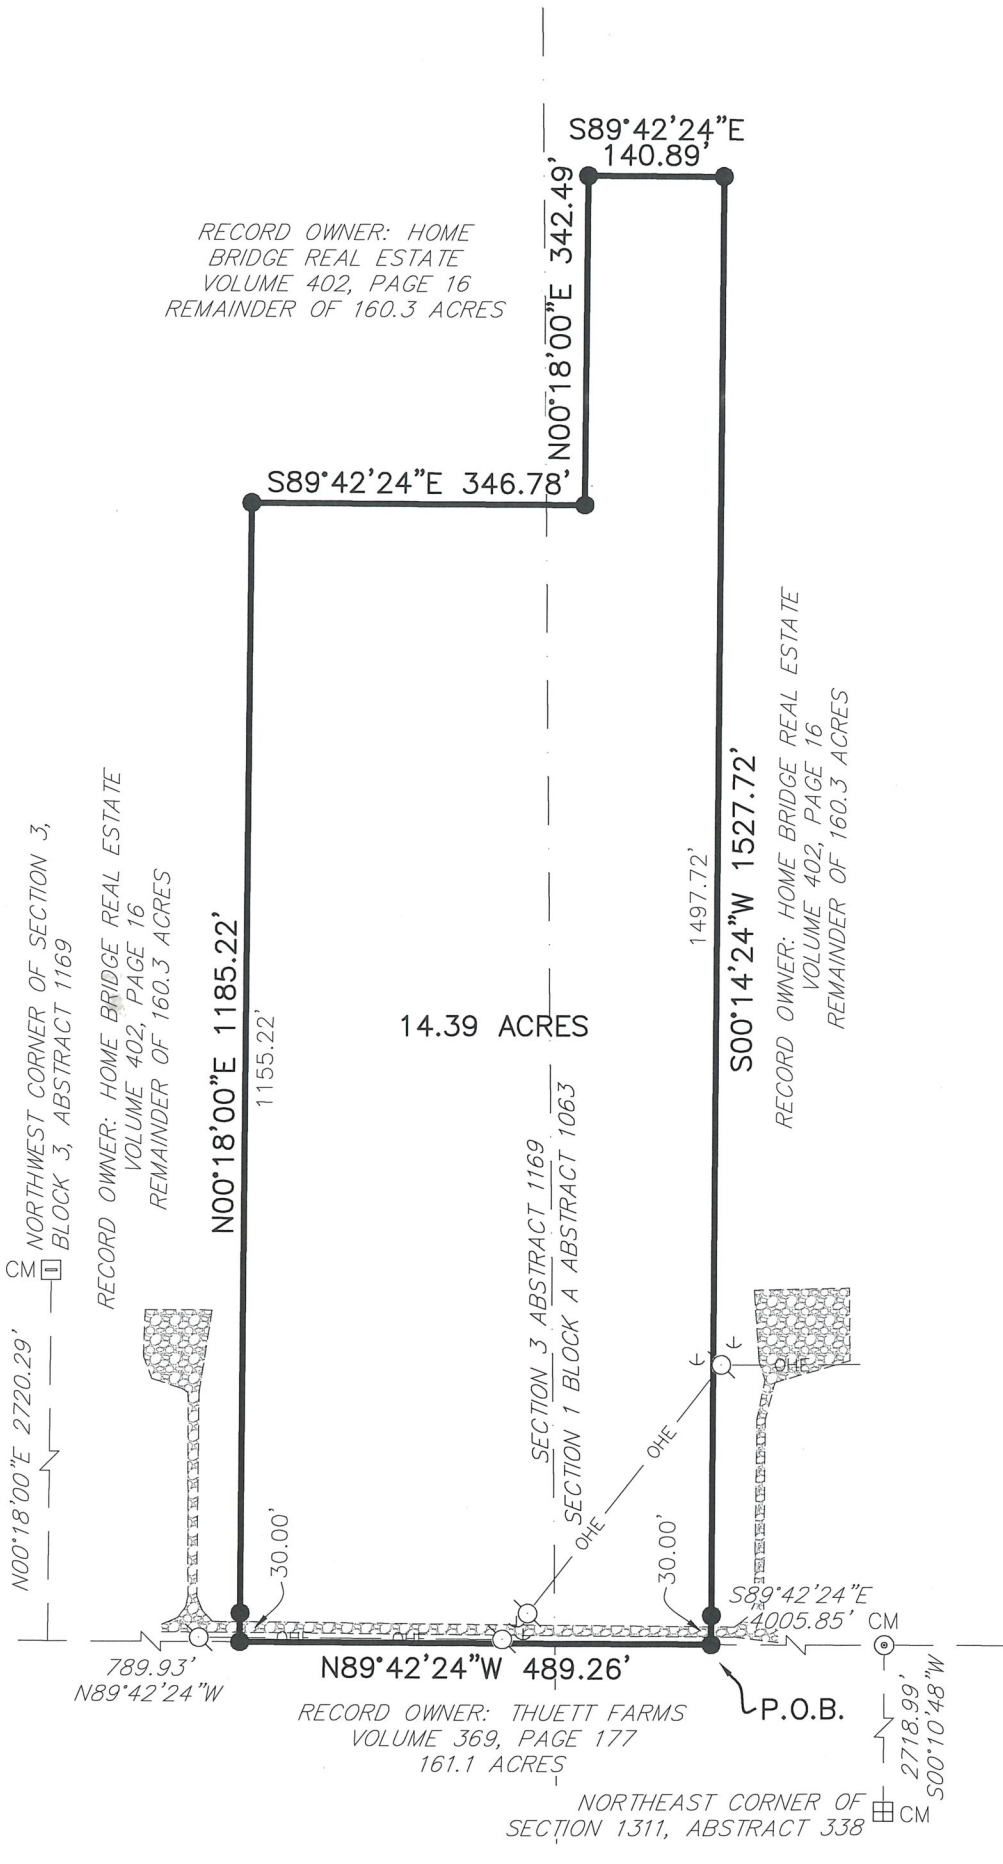 S89°42'24"E
140.89'
N00°18'00"E 342.49'
RECORD OWNER: HOME
BRIDGE REAL ESTATE
VOLUME 402, PAGE 16
REMAINDER OF 160.3 ACRES
S89°42'24"E 346.78'
RECORD OWNER: HOME BRIDGE REAL ESTATE
VOLUME 402, PAGE 16
REMAINDER OF 160.3 ACRES
S00°14'24"W 1527.72'
1497.72'
NORTHWEST CORNER OF SECTION 3,
BLOCK 3, ABSTRACT 1169
CM
RECORD OWNER: HOME BRIDGE REAL ESTATE
VOLUME 402, PAGE 16
REMAINDER OF 160.3 ACRES
N00°18'00"E 1185.22'
1155.22'
14.39 ACRES
SECTION 3 ABSTRACT 1169
SECTION 1 BLOCK A ABSTRACT 1063
N00°18'00"E 2720.29'
OHE
OHE
OHE
30.00'
30.00'
S89°42'24"E
4005.85'
CM
OHE
OHE
789.93'
N89°42'24"W
N89°42'24"W 489.26'
P.O.B.
RECORD OWNER: THUETT FARMS
VOLUME 369, PAGE 177
161.1 ACRES
2718.99'
S00°10'48"W
NORTHEAST CORNER OF
SECTION 1311, ABSTRACT 338
CM